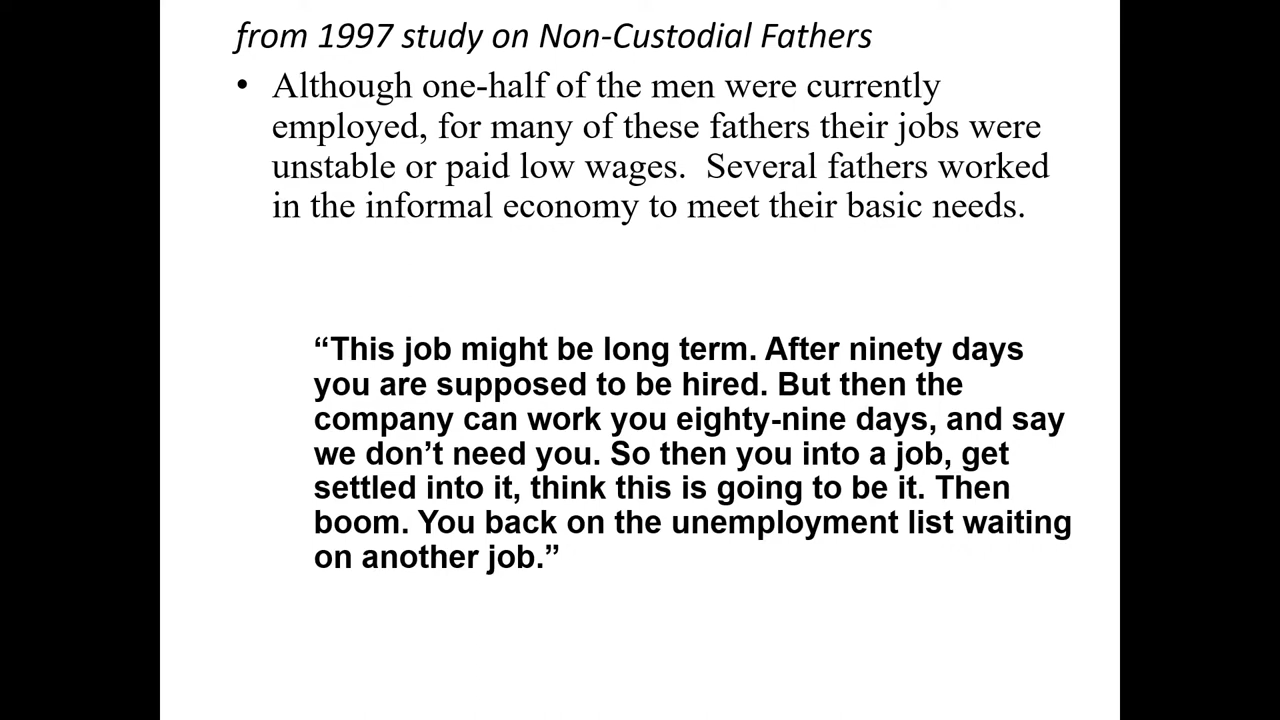 from 1997 study on Non-Custodial Fathers
• Although one-half of the men were currently
employed, for many of these fathers their jobs were
unstable or paid low wages.  Several fathers worked
in the informal economy to meet their basic needs.
“This job might be long term. After ninety days
you are supposed to be hired. But then the
company can work you eighty-nine days, and say
we don’t need you. So then you into a job, get
settled into it, think this is going to be it. Then
boom. You back on the unemployment list waiting
on another job.”